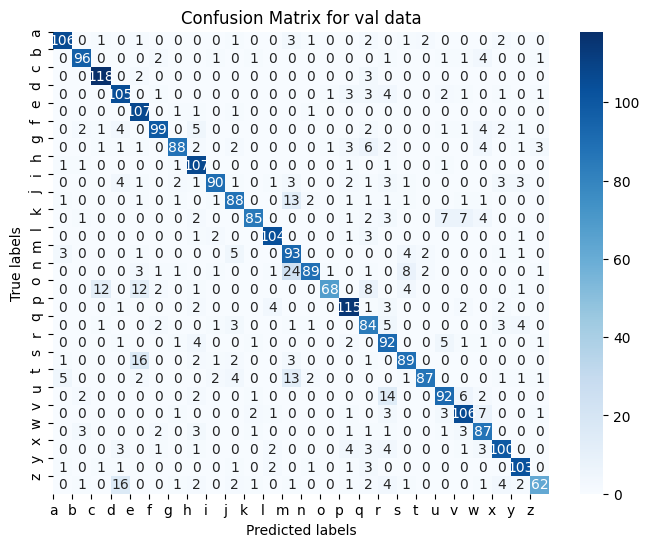 Confusion Matrix for val data
a 106 0 1 0 1 0 0 0 0 1 0 0 3 1 0 0 2 0 1 2 0 0 0 2 0 0
b 0 96 0 0 0 2 0 0 1 0 1 0 0 0 0 1 0 0 1 0 1 1 4 0 0 1
c 0 0 118 0 2 0 0 0 0 0 0 0 0 0 0 0 3 0 0 0 0 0 0 0 0 0
d 0 0 0 105 0 1 0 0 0 0 0 0 0 0 1 3 3 4 0 0 2 1 0 1 0 1
e 0 0 0 0 107 0 1 1 0 1 0 0 0 1 0 0 0 0 0 2 0 0 0 0 0 0
f 0 2 1 4 0 99 0 5 0 0 0 0 0 0 0 0 2 0 0 0 1 1 4 2 1 0
g 0 0 1 1 1 0 88 2 0 2 0 0 0 0 1 3 6 2 0 0 0 0 4 0 1 3
h 1 1 0 0 0 0 1 107 0 0 0 0 0 0 0 1 0 1 0 1 0 0 0 0 0 0
i 0 0 0 4 1 0 2 1 90 1 0 1 3 0 0 2 1 3 1 0 0 0 0 3 3 0
j 1 0 0 0 0 1 0 0 1 88 0 0 13 2 0 1 1 1 1 0 0 1 1 0 0 0
k 0 1 0 0 0 0 0 2 0 0 85 0 0 0 0 1 2 3 0 0 7 7 4 0 0 0
l 0 0 0 0 0 0 0 1 2 0 0 104 0 0 0 1 3 0 0 0 0 0 0 0 1 0
m 3 0 0 0 1 0 0 0 0 5 0 0 93 0 0 0 0 0 4 2 0 0 0 1 1 0
n 0 0 0 0 3 1 1 0 1 0 0 1 24 89 1 0 0 0 8 2 0 0 0 0 0 1
o 0 0 12 0 12 2 0 1 0 0 0 0 0 0 68 0 8 0 4 0 0 0 0 0 1 0
p 0 0 0 1 0 0 0 2 0 0 0 4 0 0 0 115 1 3 0 0 0 2 0 2 0 0
q 0 0 1 0 0 0 0 2 1 3 0 0 1 1 0 0 84 5 0 0 0 0 0 3 4 0
r 0 0 0 1 0 0 1 4 0 0 1 0 0 0 0 2 0 92 0 0 5 1 1 0 0 0
s 1 0 0 0 16 0 0 2 1 2 0 0 3 0 0 0 1 0 89 0 0 0 0 0 0 0
t 5 0 0 0 2 0 0 0 2 4 0 0 13 2 0 0 0 0 1 87 0 0 0 1 1 1
u 0 2 0 0 0 2 0 2 0 0 1 0 0 0 0 0 0 14 0 0 92 6 2 0 0 0
v 0 0 0 0 0 0 1 0 0 0 2 1 0 0 0 1 0 3 0 0 3 106 7 0 0 1
w 0 3 0 0 0 2 0 3 0 0 1 0 0 0 0 1 1 1 0 0 1 3 87 0 0 0
x 0 0 0 3 0 1 0 1 0 0 0 2 0 0 0 4 3 4 0 0 0 1 3 100 0 0
y 1 0 1 1 0 0 0 0 0 0 0 2 0 1 0 1 3 0 0 0 0 0 0 0 103 0
z 0 1 0 16 0 0 1 2 0 2 0 1 0 0 0 1 2 4 1 0 1 0 1 4 2 62
a b c d e f g h i j k l m n o p q r s t u v w x y z
Predicted labels
True labels
100
80
60
40
20
0